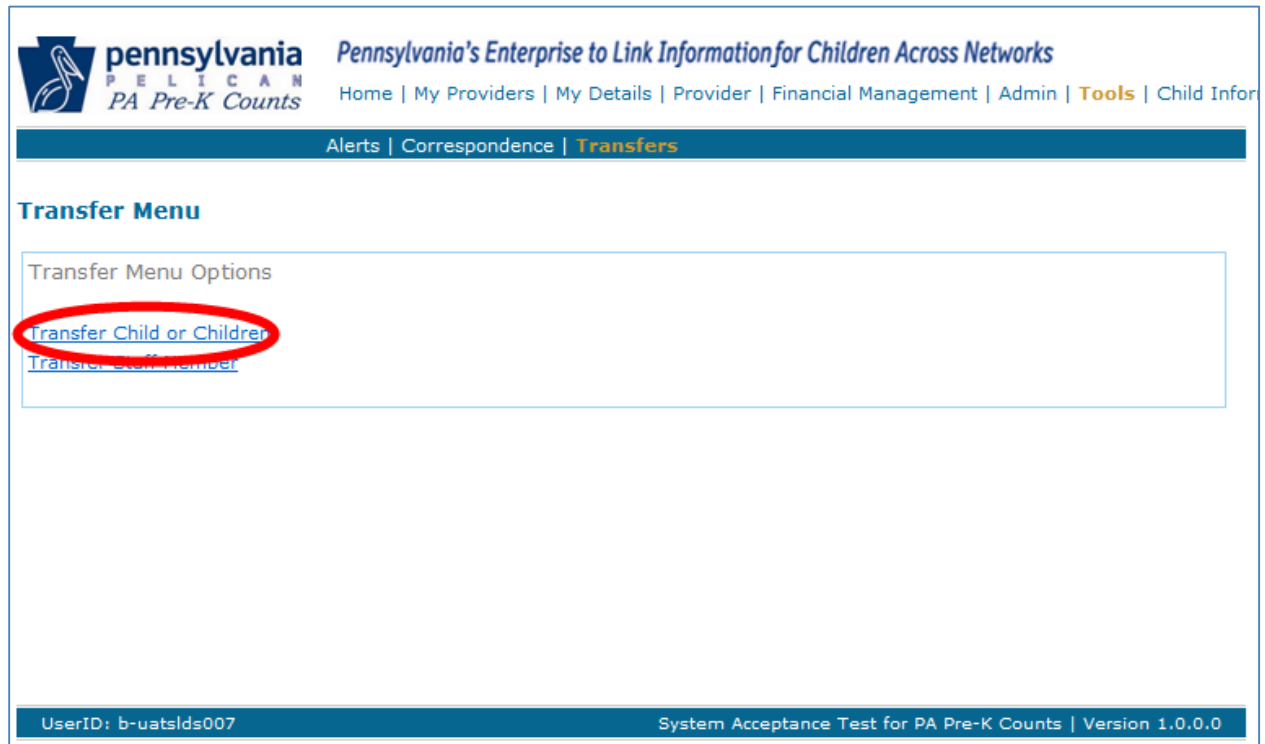 pennsylvania
PELICAN
PA Pre-K Counts
Pennsylvania's Enterprise to Link Information for Children Across Networks
Home | My Providers | My Details | Provider | Financial Management | Admin | Tools | Child Infor
Alerts | Correspondence | Transfers
Transfer Menu
Transfer Menu Options
Transfer Child or Children
Transfer Staff Member
UserID: b-uatslds007
System Acceptance Test for PA Pre-K Counts | Version 1.0.0.0